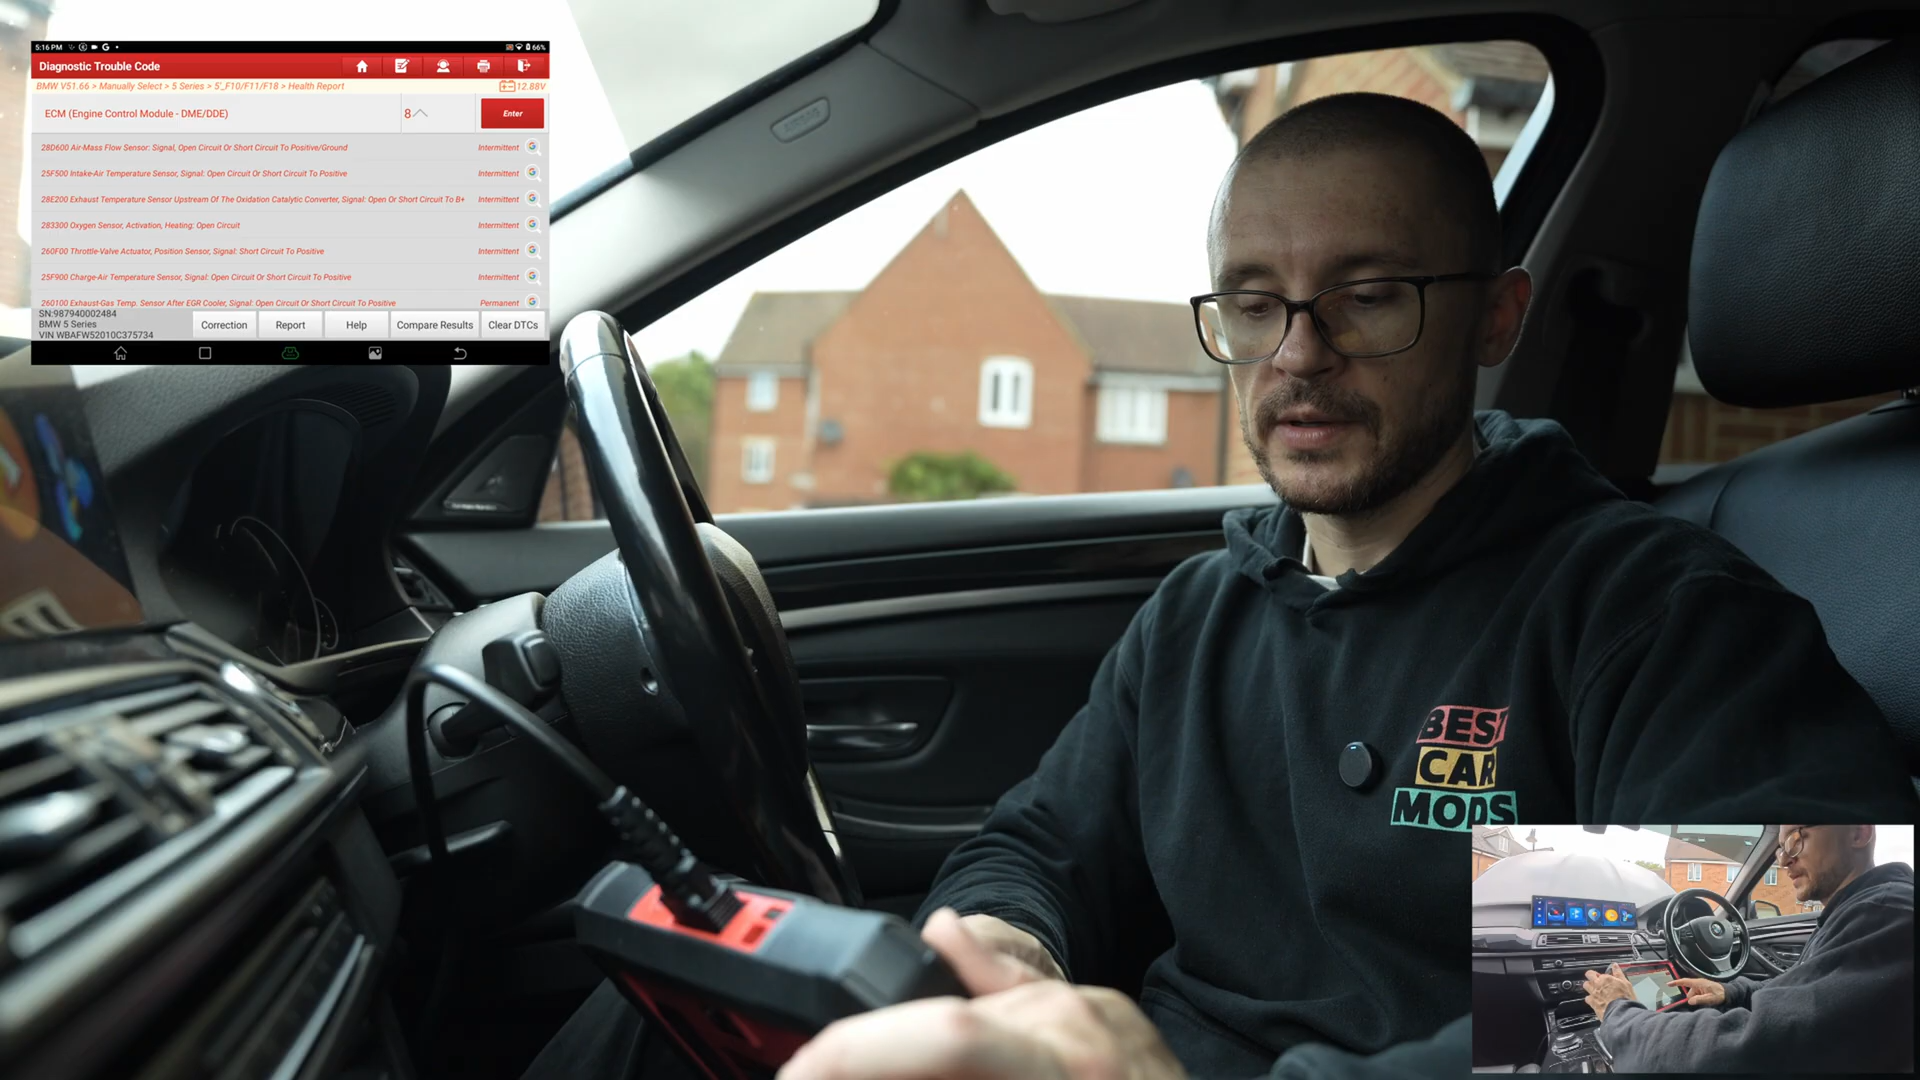 5:16 PM
66%
Diagnostic Trouble Code
BMW V51.66 > Manually Select > 5 Series > 5'_F10/F11/F18 > Health Report
12.88V
ECM (Engine Control Module - DME/DDE)
8
Enter
28D600 Air-Mass Flow Sensor: Signal, Open Circuit Or Short Circuit To Positive/Ground
Intermittent
25F500 Intake-Air Temperature Sensor, Signal: Open Circuit Or Short Circuit To Positive
Intermittent
28E200 Exhaust Temperature Sensor Upstream Of The Oxidation Catalytic Converter, Signal: Open Or Short Circuit To B+
Intermittent
283300 Oxygen Sensor, Activation, Heating: Open Circuit
Intermittent
260F00 Throttle-Valve Actuator, Position Sensor, Signal: Short Circuit To Positive
Intermittent
25F900 Charge-Air Temperature Sensor, Signal: Open Circuit Or Short Circuit To Positive
Intermittent
260100 Exhaust-Gas Temp. Sensor After EGR Cooler, Signal: Open Circuit Or Short Circuit To Positive
Permanent
SN:987940002484
BMW 5 Series
VIN WBAFW52010C375734
Correction
Report
Help
Compare Results
Clear DTCs
AIRBAG
BEST
CAR
MODS